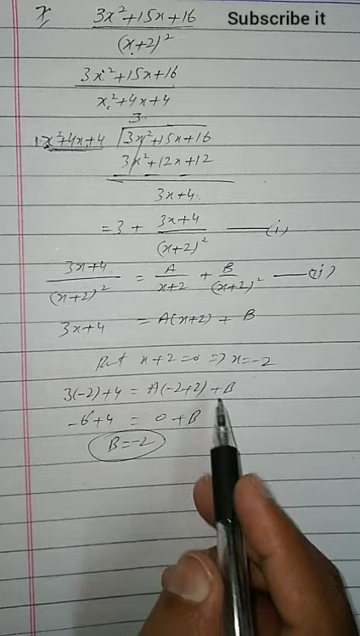 x. 3x²+15x+16 Subscribe it
(x+2)²
3x²+15x+16
x²+4x+4
3
x²+4x+4 3x²+15x+16
3x²+12x+12
3x+4
= 3 + 3x+4 —(i)
(x+2)²
3x+4 = A + B —(ii)
(x+2)² x+2 (x+2)²
3x+4 = A(x+2) + B
Put x+2=0 => x=-2
3(-2)+4 = A(-2+2)+B
-6+4 = 0+B
B=-2